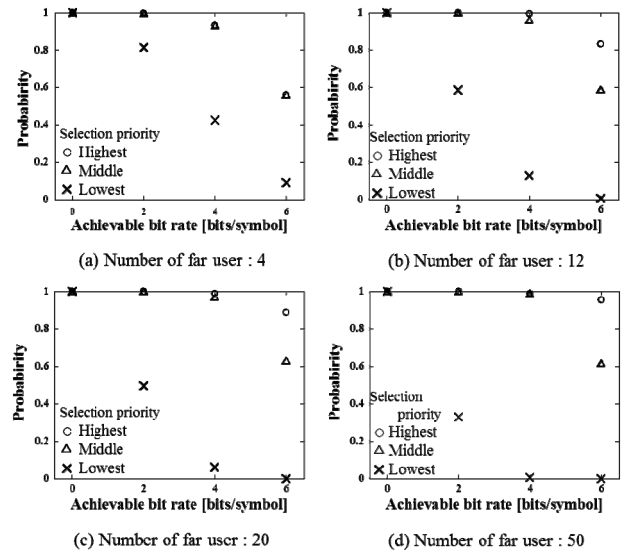 1
0.8
0.6
0.4
0.2
0
Probabirity
Selection priority
Highest
Middle
Lowest
0 2 4 6
Achievable bit rate [bits/symbol]
(a) Number of far user : 4
1
0.8
0.6
0.4
0.2
0
Probabirity
Selection priority
Highest
Middle
Lowest
0 2 4 6
Achievable bit rate [bits/symbol]
(b) Number of far user : 12
1
0.8
0.6
0.4
0.2
0
Probabirity
Selection priority
Highest
Middle
Lowest
0 2 4 6
Achievable bit rate [bits/symbol]
(c) Number of far user : 20
1
0.8
0.6
0.4
0.2
0
Probabirity
Selection
priority
Highest
Middle
Lowest
0 2 4 6
Achievable bit rate [bits/symbol]
(d) Number of far user : 50